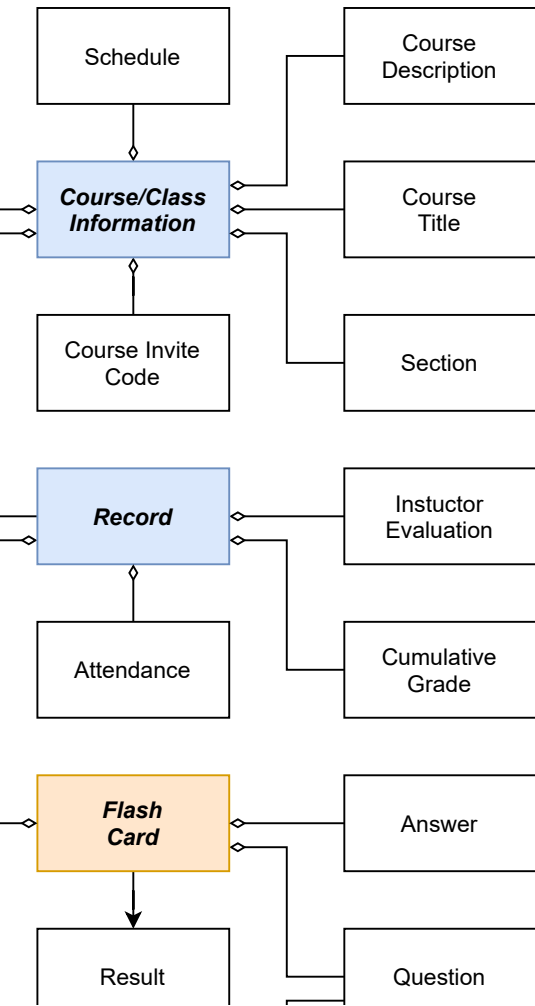 Schedule
Course
Description
Course/Class
Information
Course
Title
Course Invite
Code
Section
Record
Instuctor
Evaluation
Attendance
Cumulative
Grade
Flash
Card
Answer
Result
Question